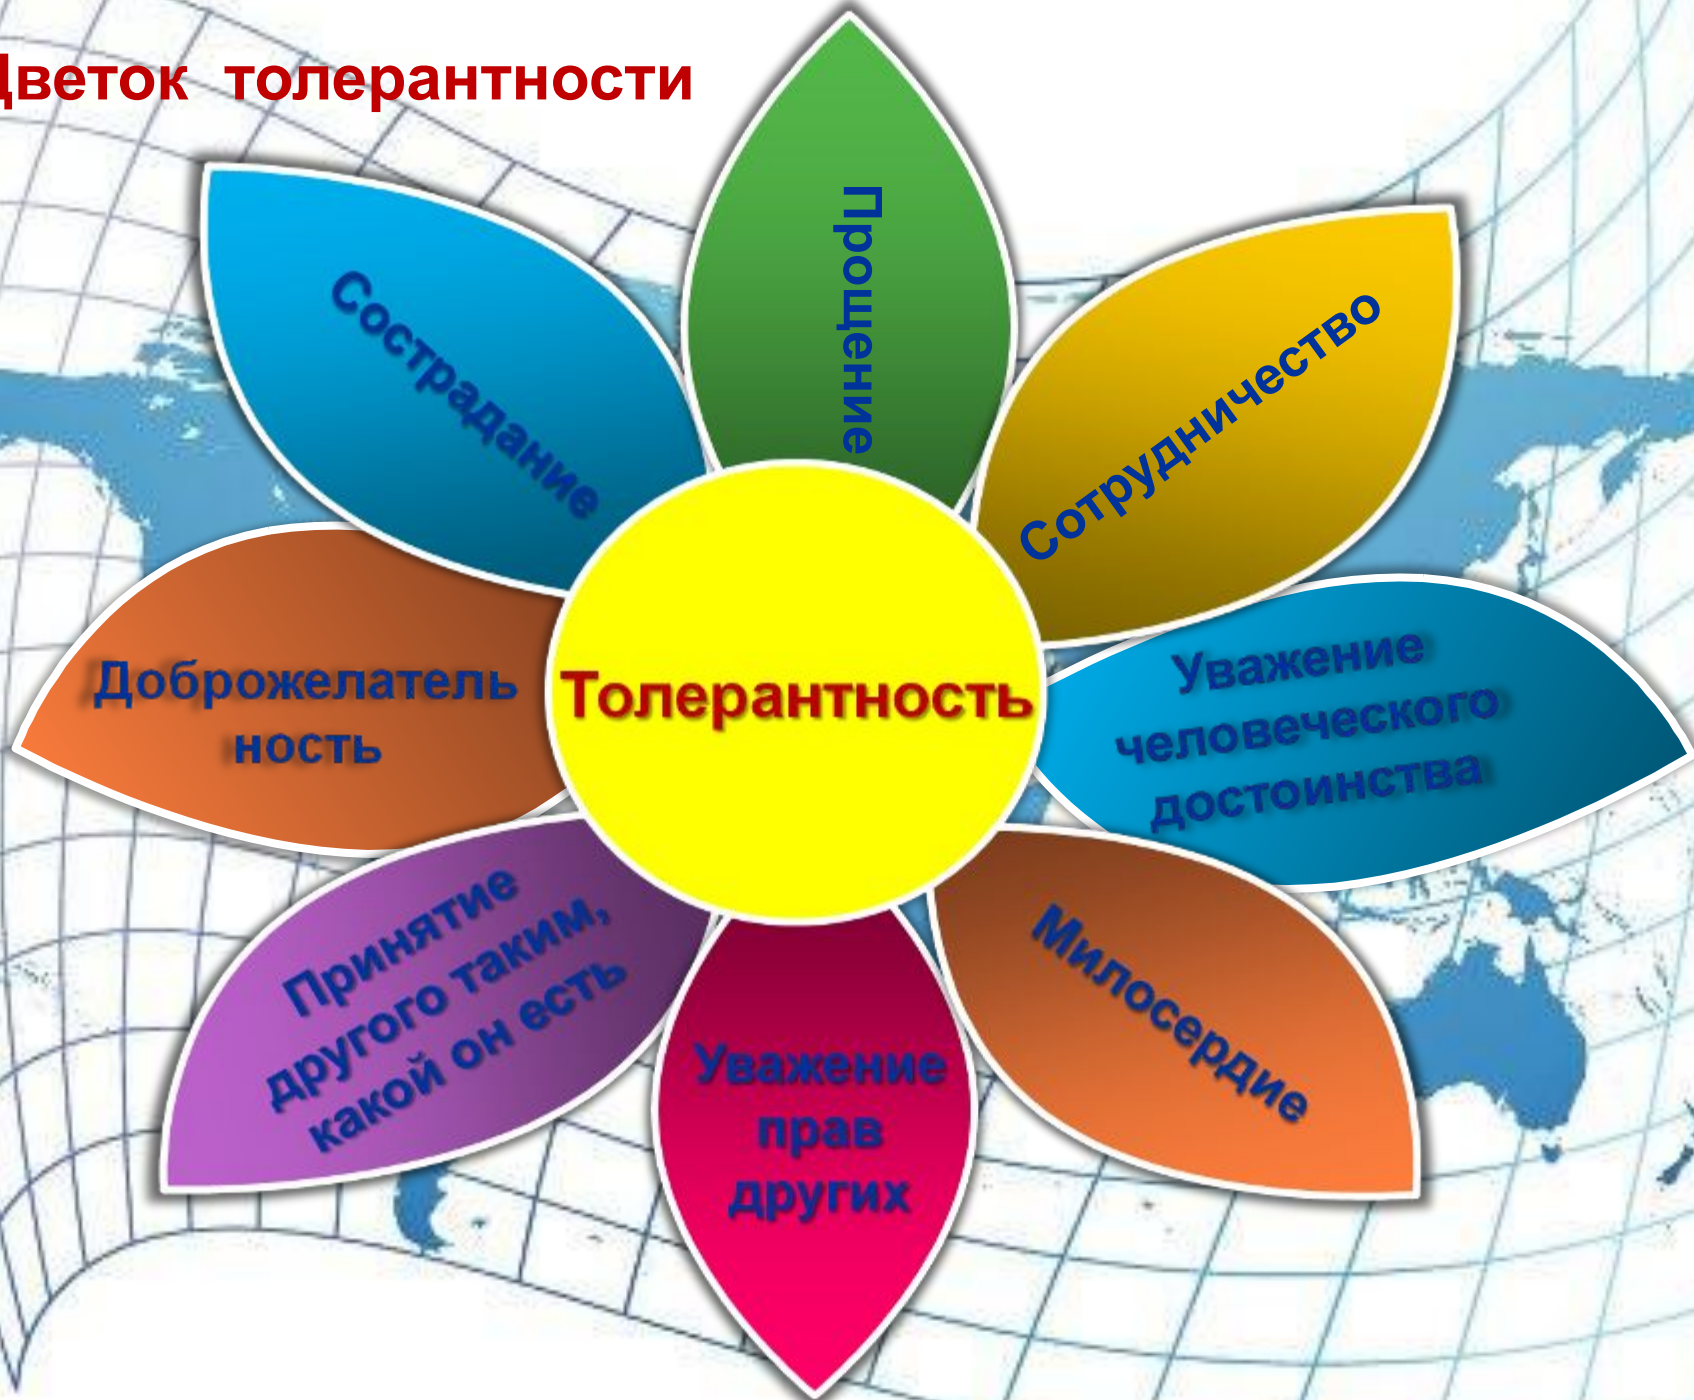 Цветок толерантности
Прощение
Сострадание
Сотрудничество
Доброжелатель
ность
Толерантность
Уважение
человеческого
достоинства
Принятие
другого таким,
какой он есть
Уважение
прав
других
Милосердие